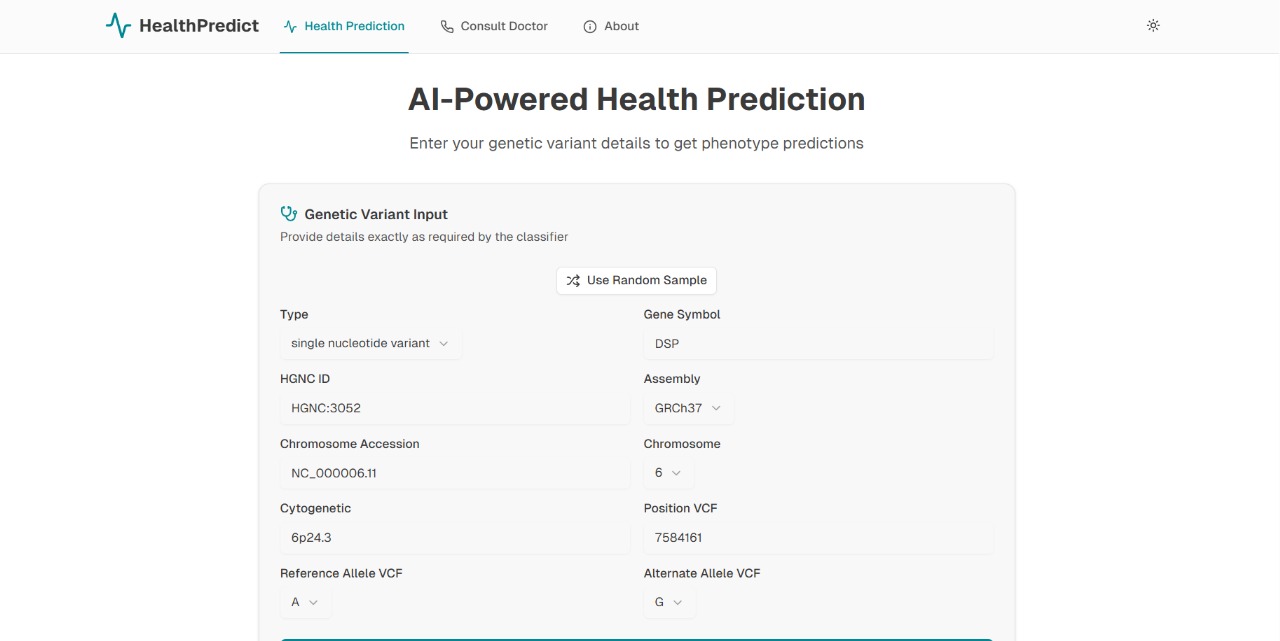 HealthPredict
Health Prediction
Consult Doctor
About
AI-Powered Health Prediction
Enter your genetic variant details to get phenotype predictions
Genetic Variant Input
Provide details exactly as required by the classifier
Use Random Sample
Type
Gene Symbol
single nucleotide variant
DSP
HGNC ID
Assembly
HGNC:3052
GRCh37
Chromosome Accession
Chromosome
NC_000006.11
6
Cytogenetic
Position VCF
6p24.3
7584161
Reference Allele VCF
Alternate Allele VCF
A
G